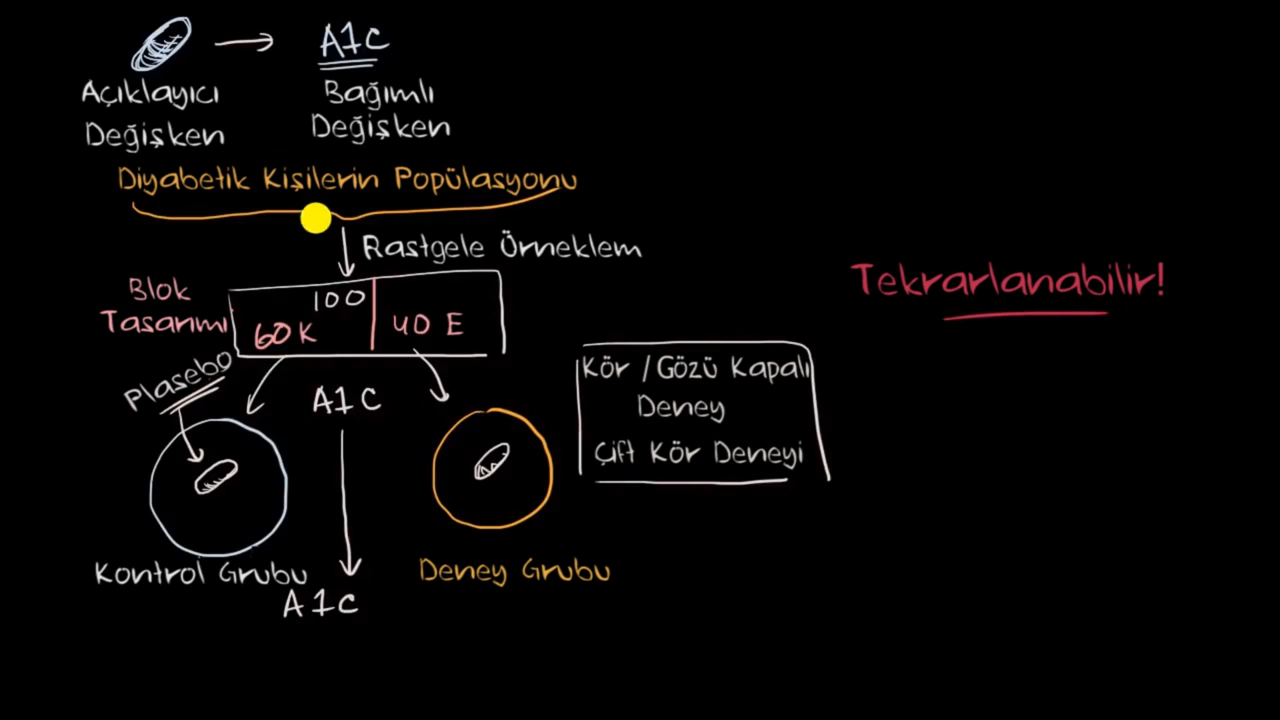 A1C
Açıklayıcı
Değişken
Bağımlı
Değişken
Diyabetik Kişilerin Popülasyonu
Rastgele Örneklem
Blok
Tasarımı
100
60 K
40 E
Plasebo
A1C
Kontrol Grubu
Deney Grubu
A1C
Kör / Gözü Kapalı
Deney
Çift Kör Deneyi
Tekrarlanabilir!